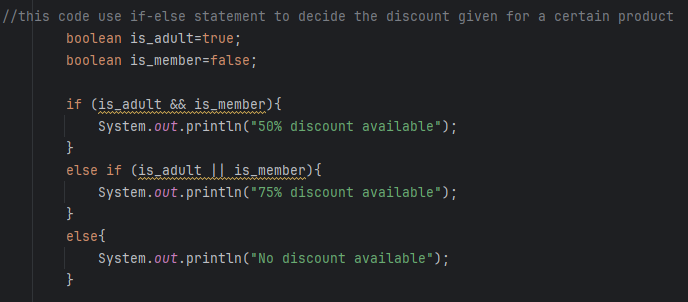 //this code use if-else statement to decide the discount given for a certain product
boolean is_adult=true;
boolean is_member=false;
if (is_adult && is_member){
System.out.println("50% discount available");
}
else if (is_adult || is_member){
System.out.println("75% discount available");
}
else{
System.out.println("No discount available");
}